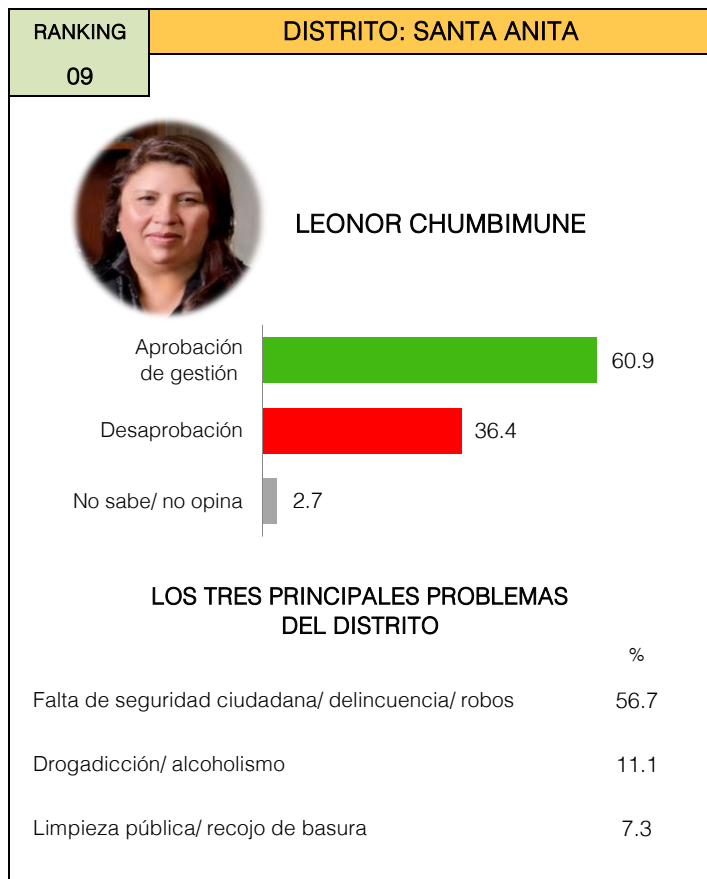 RANKING
09
DISTRITO: SANTA ANITA
LEONOR CHUMBIMUNE
Aprobación
de gestión
60.9
Desaprobación
36.4
No sabe/ no opina
2.7
LOS TRES PRINCIPALES PROBLEMAS
DEL DISTRITO
%
Falta de seguridad ciudadana/ delincuencia/ robos 56.7
Drogadicción/ alcoholismo 11.1
Limpieza pública/ recojo de basura 7.3